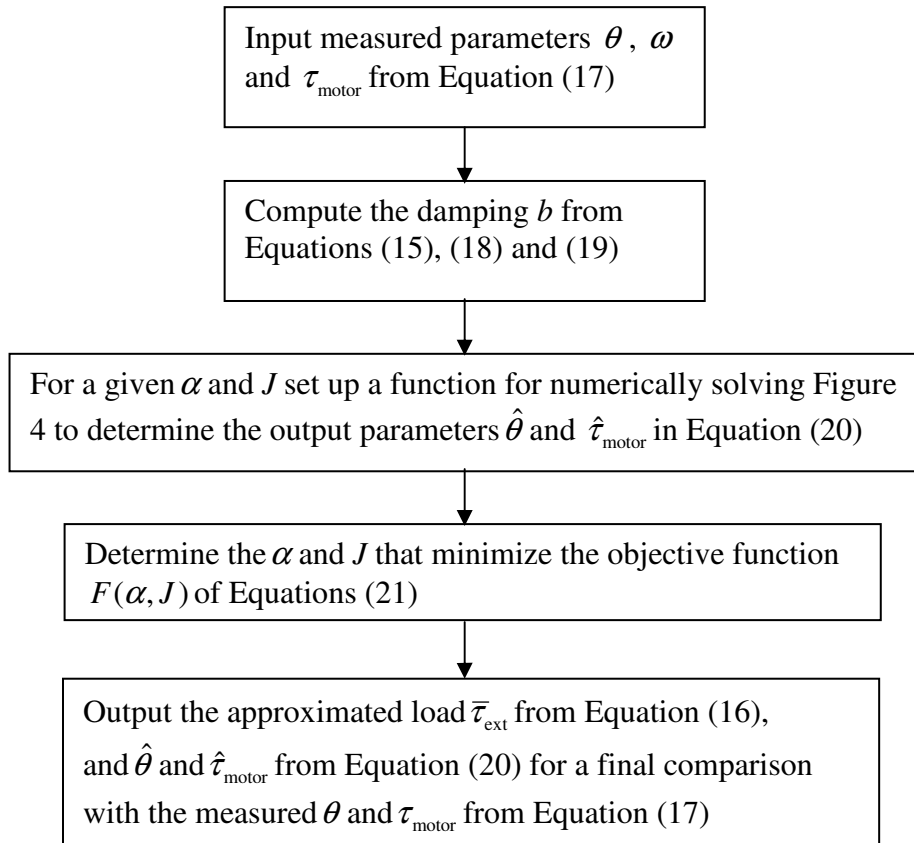 Input measured parameters θ , ω
and τ_motor from Equation (17)
Compute the damping b from
Equations (15), (18) and (19)
For a given α and J set up a function for numerically solving Figure
4 to determine the output parameters θ̂ and τ̂_motor in Equation (20)
Determine the α and J that minimize the objective function
F(α, J) of Equations (21)
Output the approximated load τ̄_ext from Equation (16),
and θ̂ and τ̂_motor from Equation (20) for a final comparison
with the measured θ and τ_motor from Equation (17)